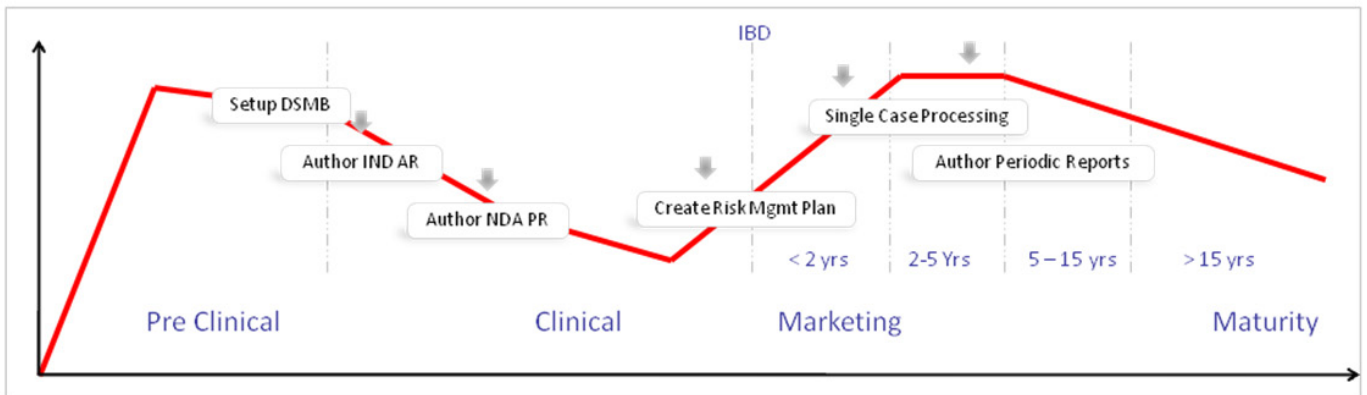 IBD
Setup DSMB
Single Case Processing
Author IND AR
Author Periodic Reports
Author NDA PR
Create Risk Mgmt Plan
< 2 yrs
2-5 Yrs
5 – 15 yrs
> 15 yrs
Pre Clinical
Clinical
Marketing
Maturity